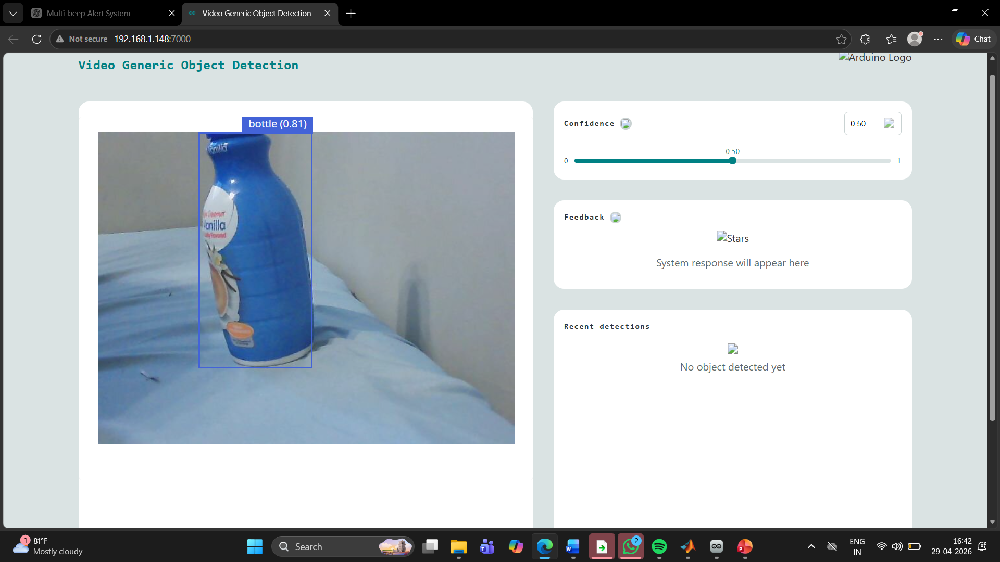 Multi-beep Alert System
Video Generic Object Detection
Not secure
192.168.1.148:7000
Chat
Video Generic Object Detection
Arduino Logo
bottle (0.81)
Vanilla
Creamer
Vanilla
Flavored
Confidence
0.50
0.50
0
1
Feedback
Stars
System response will appear here
Recent detections
No object detected yet
1
81°F
Mostly cloudy
Search
2
ENG
IN
16:42
29-04-2026